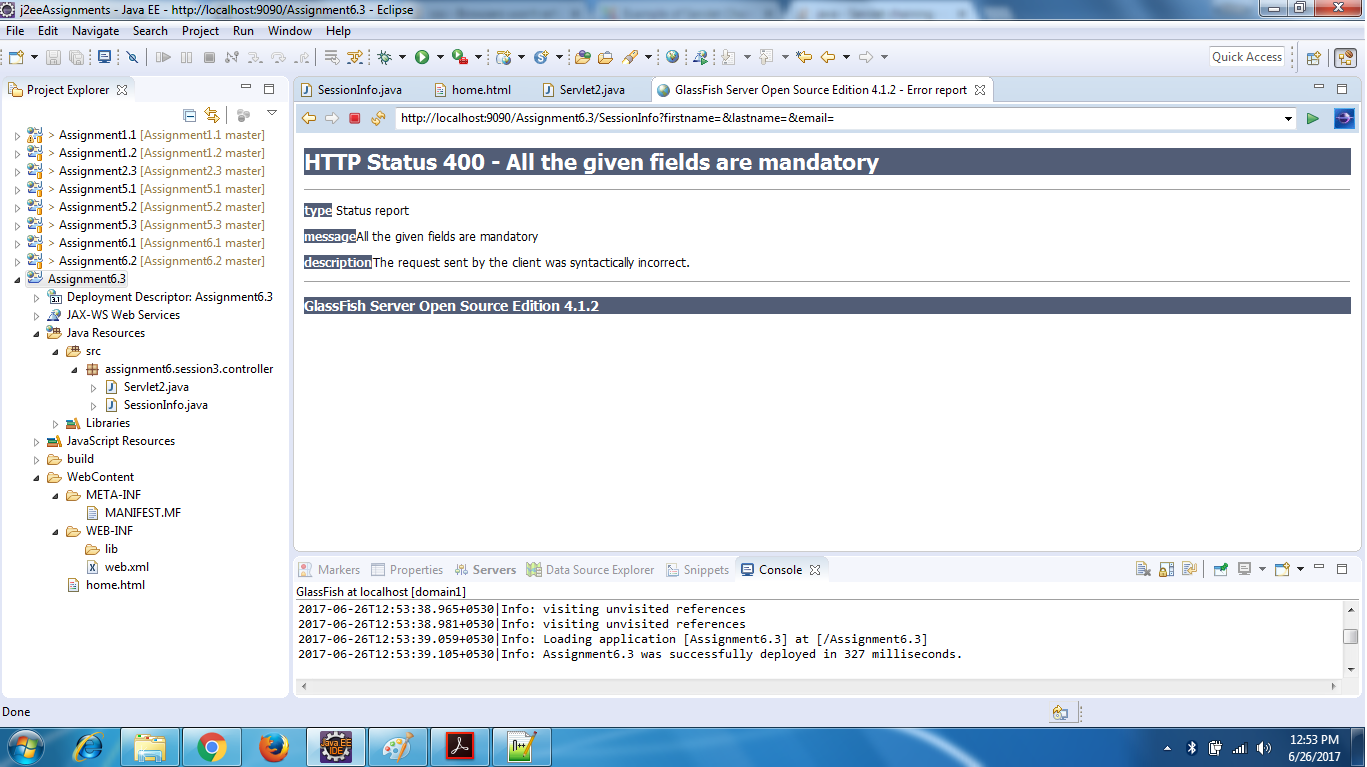 j2eeAssignments - Java EE - http://localhost:9090/Assignment6.3/ - Eclipse
File Edit Navigate Search Project Run Window Help
Quick Access
Project Explorer
SessionInfo.java home.html Servlet2.java GlassFish Server Open Source Edition 4.1.2 - Error report
http://localhost:9090/Assignment6.3/SessionInfo?firstname=&lastname=&email=
> Assignment1.1 [Assignment1.1 master]
> Assignment1.2 [Assignment1.2 master]
> Assignment2.3 [Assignment2.3 master]
> Assignment5.1 [Assignment5.1 master]
> Assignment5.2 [Assignment5.2 master]
> Assignment5.3 [Assignment5.3 master]
> Assignment6.1 [Assignment6.1 master]
> Assignment6.2 [Assignment6.2 master]
Assignment6.3
Deployment Descriptor: Assignment6.3
JAX-WS Web Services
Java Resources
src
assignment6.session3.controller
Servlet2.java
SessionInfo.java
Libraries
JavaScript Resources
build
WebContent
META-INF
MANIFEST.MF
WEB-INF
lib
web.xml
home.html
HTTP Status 400 - All the given fields are mandatory
type Status report
messageAll the given fields are mandatory
descriptionThe request sent by the client was syntactically incorrect.
GlassFish Server Open Source Edition 4.1.2
Markers Properties Servers Data Source Explorer Snippets Console
GlassFish at localhost [domain1]
2017-06-26T12:53:38.965+0530|Info: visiting unvisited references
2017-06-26T12:53:38.981+0530|Info: visiting unvisited references
2017-06-26T12:53:39.059+0530|Info: Loading application [Assignment6.3] at [/Assignment6.3]
2017-06-26T12:53:39.105+0530|Info: Assignment6.3 was successfully deployed in 327 milliseconds.
Done
Java EE
IDE
12:53 PM
6/26/2017